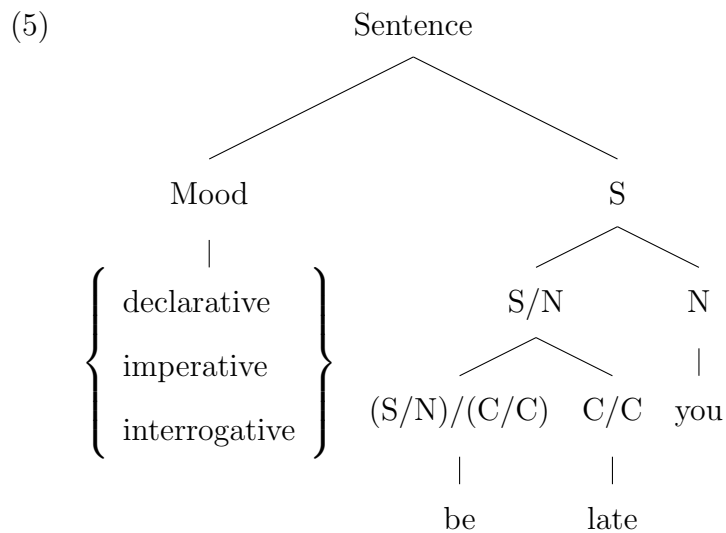 (5) Sentence
Mood S
declarative S/N N
imperative
(S/N)/(C/C) C/C you
interrogative
be late